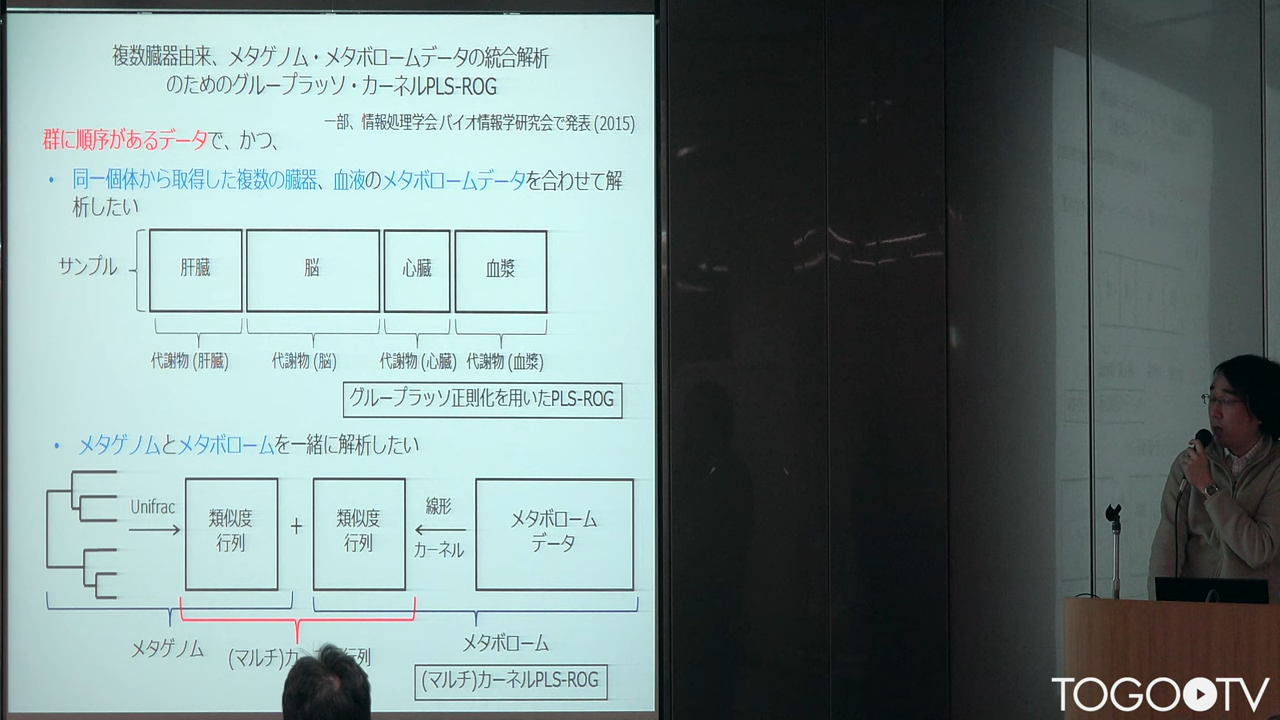 複数臓器由来、メタゲノム・メタボロームデータの統合解析
のためのグループラッソ・カーネルPLS-ROG
一部、情報処理学会 バイオ情報学研究会で発表 (2015)
群に順序があるデータで、かつ、
• 同一個体から取得した複数の臓器、血液のメタボロームデータを合わせて解
析したい
サンプル 肝臓 脳 心臓 血漿
代謝物 (肝臓) 代謝物 (脳) 代謝物 (心臓) 代謝物 (血漿)
グループラッソ正則化を用いたPLS-ROG
• メタゲノムとメタボロームを一緒に解析したい
Unifrac
類似度
行列
+
類似度
行列
線形
カーネル
メタボローム
データ
メタゲノム
(マルチ)カ
行列
メタボローム
(マルチ)カーネルPLS-ROG
TOGOTV